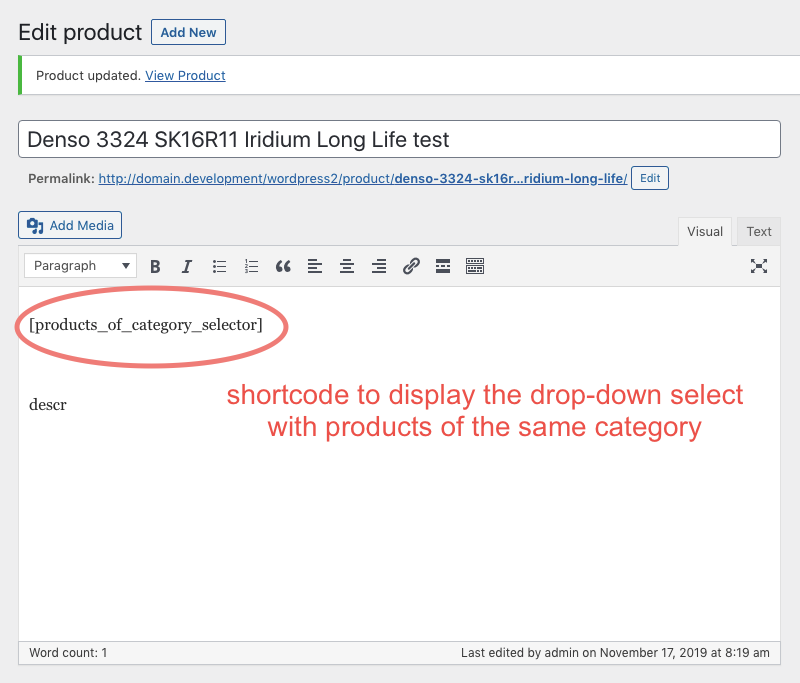 Edit product Add New
Product updated. View Product
Denso 3324 SK16R11 Iridium Long Life test
Permalink: http://domain.development/wordpress2/product/denso-3324-sk16r...ridium-long-life/ Edit
Add Media
Visual Text
Paragraph
[products_of_category_selector]
shortcode to display the drop-down select
with products of the same category
descr
Word count: 1
Last edited by admin on November 17, 2019 at 8:19 am